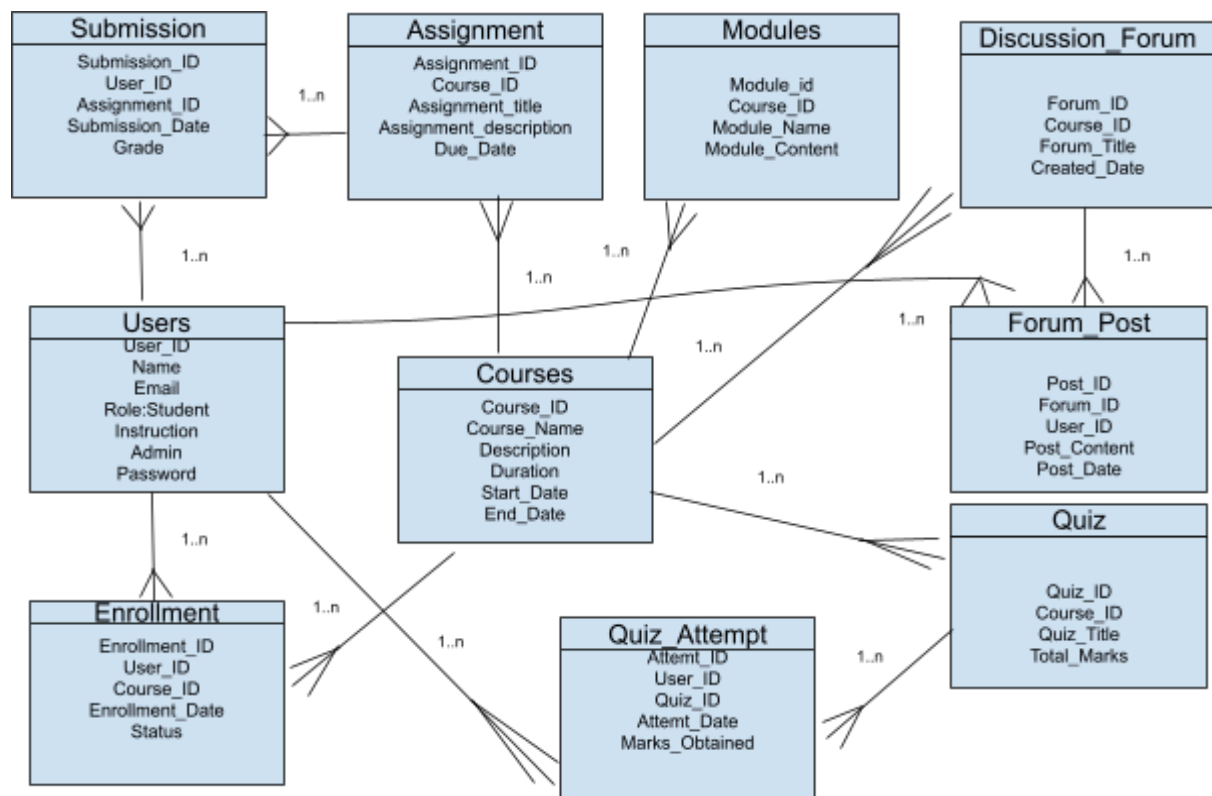 Submission
Submission_ID
User_ID
Assignment_ID
Submission_Date
Grade
1..n
Assignment
Assignment_ID
Course_ID
Assignment_title
Assignment_description
Due_Date
Modules
Module_id
Course_ID
Module_Name
Module_Content
Discussion_Forum
Forum_ID
Course_ID
Forum_Title
Created_Date
1..n
1..n
1..n
1..n
Users
User_ID
Name
Email
Role:Student
Instruction
Admin
Password
Courses
Course_ID
Course_Name
Description
Duration
Start_Date
End_Date
1..n
1..n
Forum_Post
Post_ID
Forum_ID
User_ID
Post_Content
Post_Date
1..n
1..n
Quiz
Quiz_ID
Course_ID
Quiz_Title
Total_Marks
Enrollment
Enrollment_ID
User_ID
Course_ID
Enrollment_Date
Status
1..n
1..n
Quiz_Attempt
Attemt_ID
User_ID
Quiz_ID
Attemt_Date
Marks_Obtained
1..n